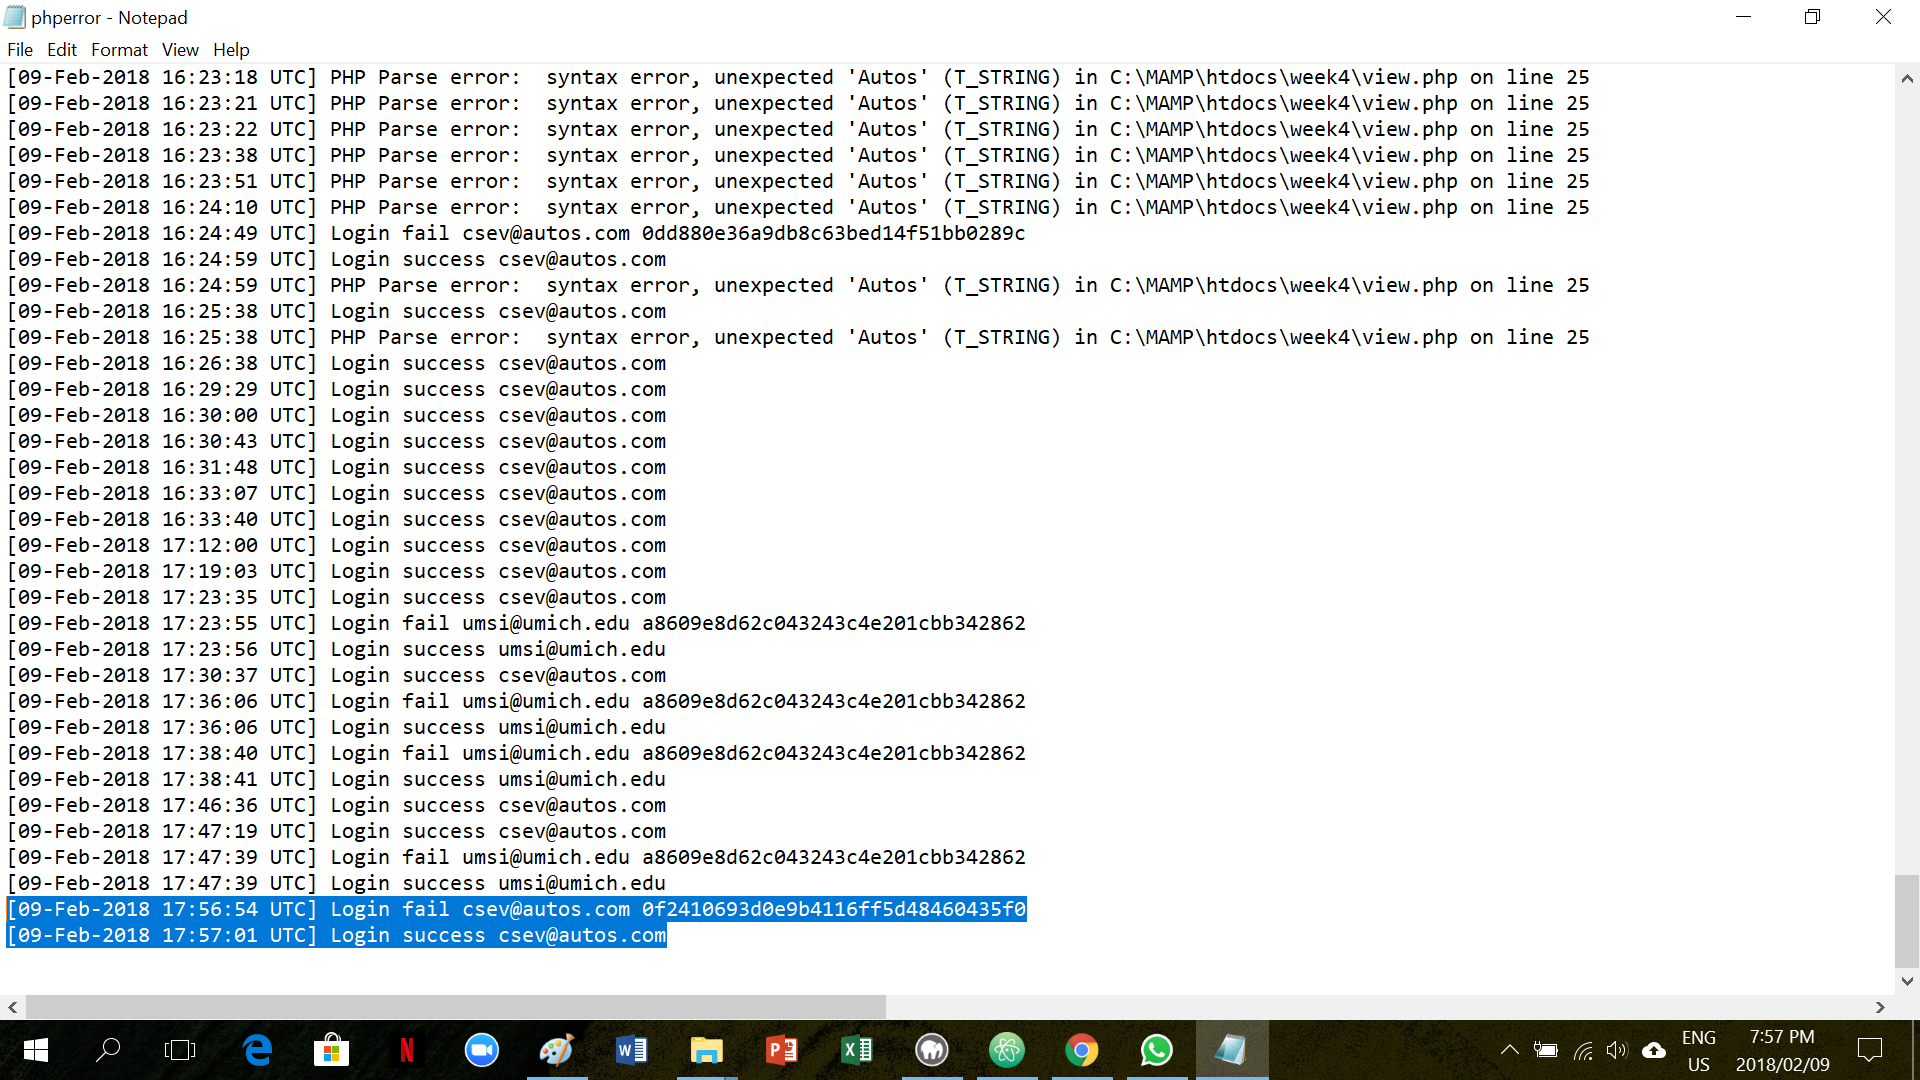 phperror - Notepad
File Edit Format View Help
[09-Feb-2018 16:23:18 UTC] PHP Parse error:  syntax error, unexpected 'Autos' (T_STRING) in C:\MAMP\htdocs\week4\view.php on line 25
[09-Feb-2018 16:23:21 UTC] PHP Parse error:  syntax error, unexpected 'Autos' (T_STRING) in C:\MAMP\htdocs\week4\view.php on line 25
[09-Feb-2018 16:23:22 UTC] PHP Parse error:  syntax error, unexpected 'Autos' (T_STRING) in C:\MAMP\htdocs\week4\view.php on line 25
[09-Feb-2018 16:23:38 UTC] PHP Parse error:  syntax error, unexpected 'Autos' (T_STRING) in C:\MAMP\htdocs\week4\view.php on line 25
[09-Feb-2018 16:23:51 UTC] PHP Parse error:  syntax error, unexpected 'Autos' (T_STRING) in C:\MAMP\htdocs\week4\view.php on line 25
[09-Feb-2018 16:24:10 UTC] PHP Parse error:  syntax error, unexpected 'Autos' (T_STRING) in C:\MAMP\htdocs\week4\view.php on line 25
[09-Feb-2018 16:24:49 UTC] Login fail csev@autos.com 0dd880e36a9db8c63bed14f51bb0289c
[09-Feb-2018 16:24:59 UTC] Login success csev@autos.com
[09-Feb-2018 16:24:59 UTC] PHP Parse error:  syntax error, unexpected 'Autos' (T_STRING) in C:\MAMP\htdocs\week4\view.php on line 25
[09-Feb-2018 16:25:38 UTC] Login success csev@autos.com
[09-Feb-2018 16:25:38 UTC] PHP Parse error:  syntax error, unexpected 'Autos' (T_STRING) in C:\MAMP\htdocs\week4\view.php on line 25
[09-Feb-2018 16:26:38 UTC] Login success csev@autos.com
[09-Feb-2018 16:29:29 UTC] Login success csev@autos.com
[09-Feb-2018 16:30:00 UTC] Login success csev@autos.com
[09-Feb-2018 16:30:43 UTC] Login success csev@autos.com
[09-Feb-2018 16:31:48 UTC] Login success csev@autos.com
[09-Feb-2018 16:33:07 UTC] Login success csev@autos.com
[09-Feb-2018 16:33:40 UTC] Login success csev@autos.com
[09-Feb-2018 17:12:00 UTC] Login success csev@autos.com
[09-Feb-2018 17:19:03 UTC] Login success csev@autos.com
[09-Feb-2018 17:23:35 UTC] Login success csev@autos.com
[09-Feb-2018 17:23:55 UTC] Login fail umsi@umich.edu a8609e8d62c043243c4e201cbb342862
[09-Feb-2018 17:23:56 UTC] Login success umsi@umich.edu
[09-Feb-2018 17:30:37 UTC] Login success csev@autos.com
[09-Feb-2018 17:36:06 UTC] Login fail umsi@umich.edu a8609e8d62c043243c4e201cbb342862
[09-Feb-2018 17:36:06 UTC] Login success umsi@umich.edu
[09-Feb-2018 17:38:40 UTC] Login fail umsi@umich.edu a8609e8d62c043243c4e201cbb342862
[09-Feb-2018 17:38:41 UTC] Login success umsi@umich.edu
[09-Feb-2018 17:46:36 UTC] Login success csev@autos.com
[09-Feb-2018 17:47:19 UTC] Login success csev@autos.com
[09-Feb-2018 17:47:39 UTC] Login fail umsi@umich.edu a8609e8d62c043243c4e201cbb342862
[09-Feb-2018 17:47:39 UTC] Login success umsi@umich.edu
[09-Feb-2018 17:56:54 UTC] Login fail csev@autos.com 0f2410693d0e9b4116ff5d48460435f0
[09-Feb-2018 17:57:01 UTC] Login success csev@autos.com
ENG 7:57 PM
US 2018/02/09